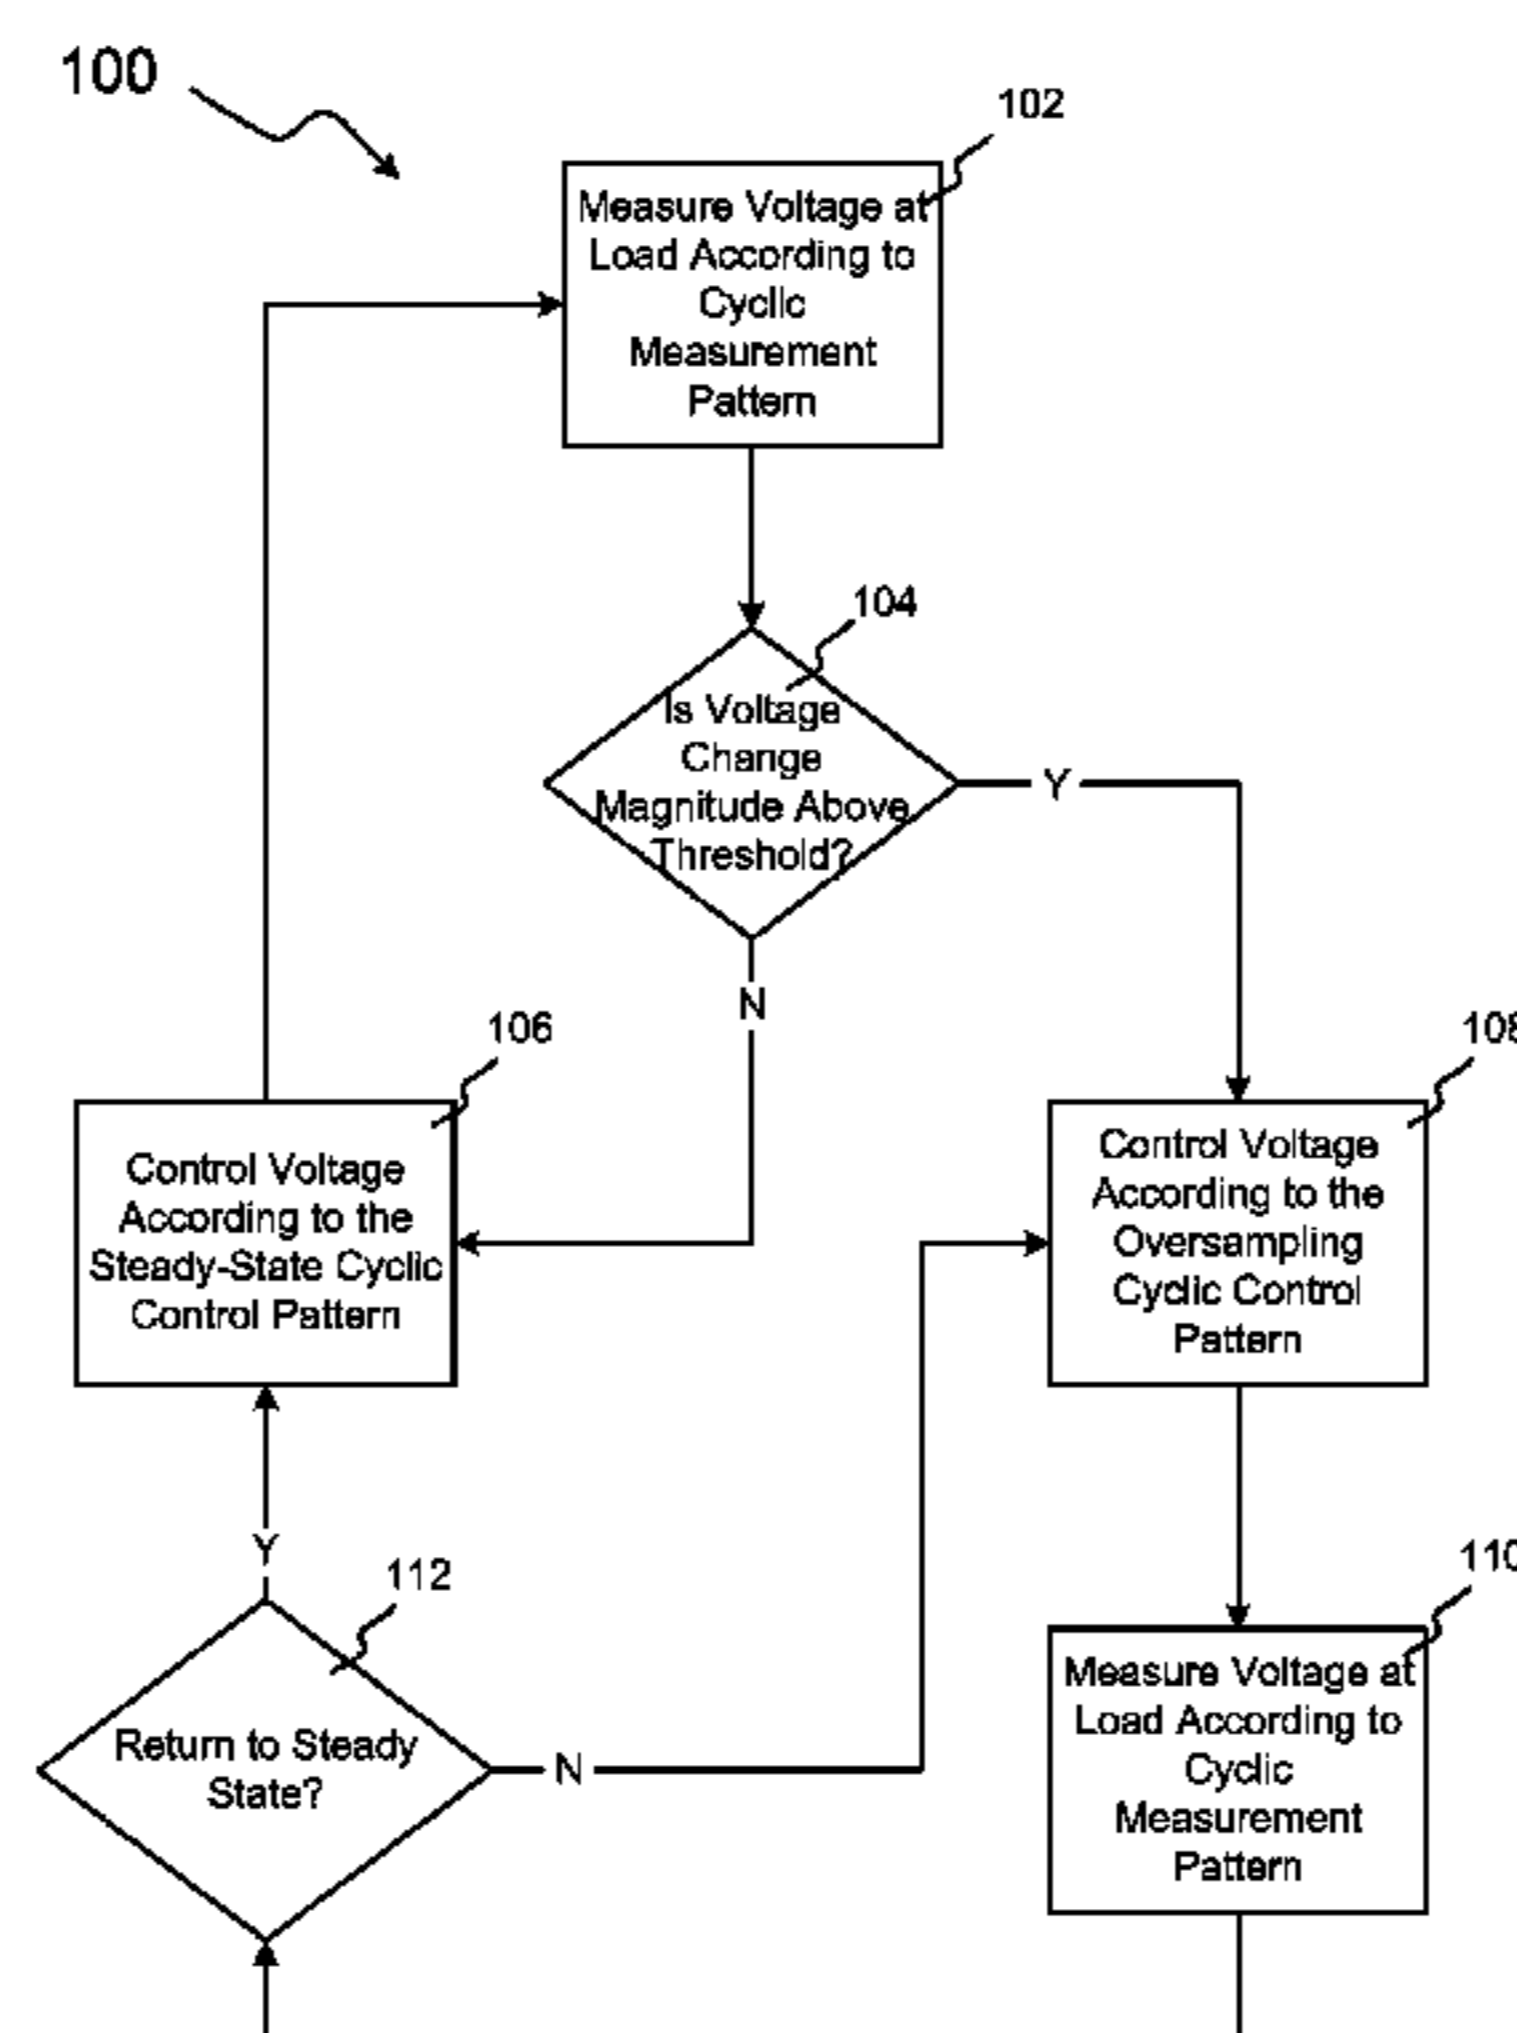 100
102
Measure Voltage at
Load According to
Cyclic
Measurement
Pattern
104
Is Voltage
Change
Magnitude Above
Threshold?
Y
N
106
Control Voltage
According to the
Steady-State Cyclic
Control Pattern
108
Control Voltage
According to the
Oversampling
Cyclic Control
Pattern
Y
112
Return to Steady
State?
N
110
Measure Voltage at
Load According to
Cyclic
Measurement
Pattern